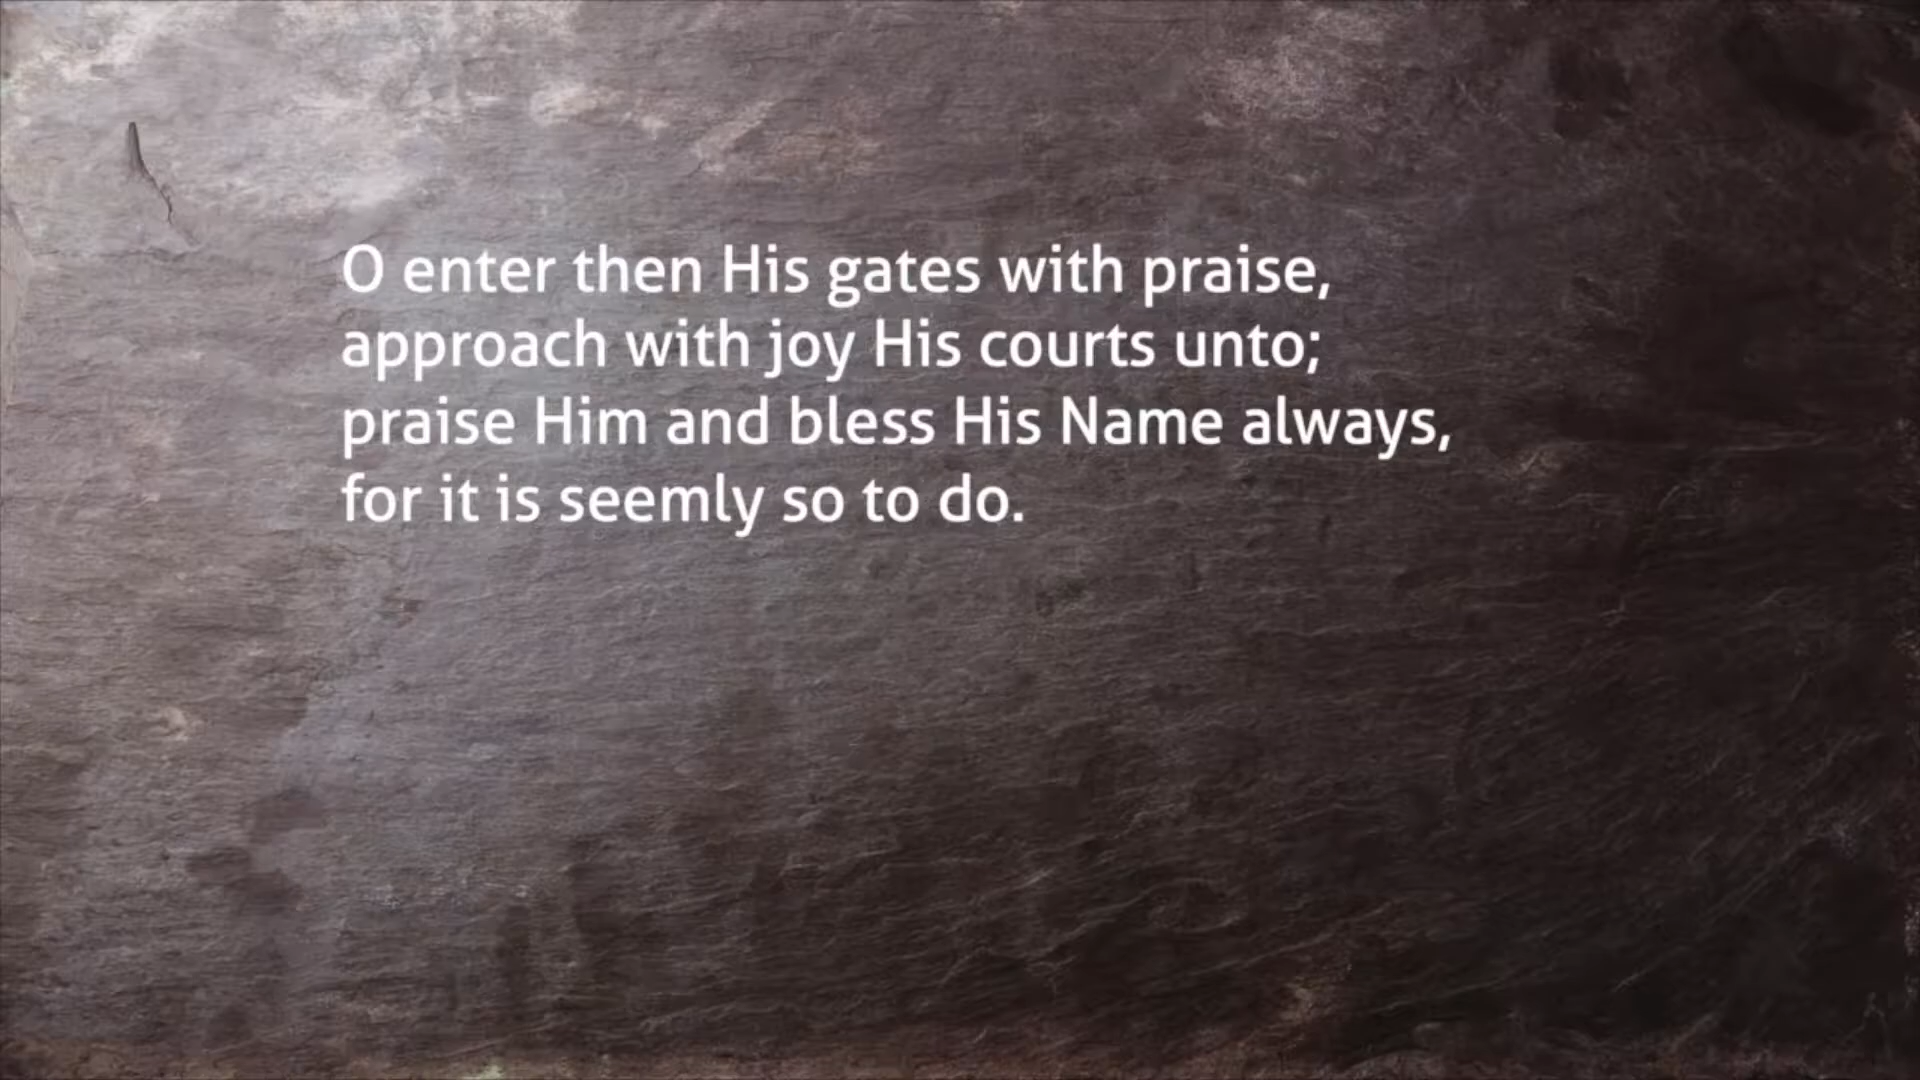 O enter then His gates with praise,
approach with joy His courts unto;
praise Him and bless His Name always,
for it is seemly so to do.